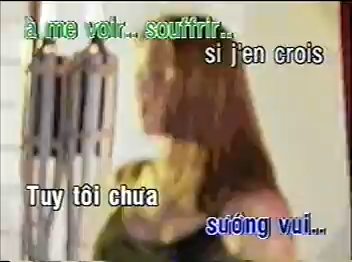 à me voir.. souffrir..
si j'en crois
Tuy tôi chưa
sướng vui...